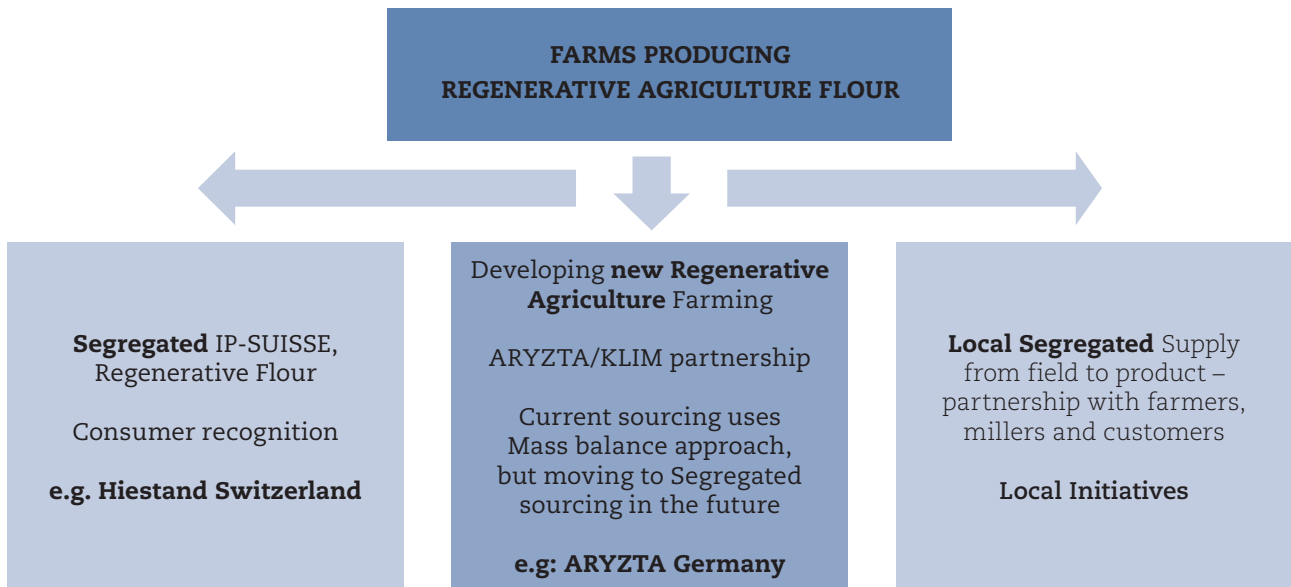 FARMS PRODUCING
REGENERATIVE AGRICULTURE FLOUR
Segregated IP-SUISSE,
Regenerative Flour
Consumer recognition
e.g. Hiestand Switzerland
Developing new Regenerative
Agriculture Farming
ARYZTA/KLIM partnership
Current sourcing uses
Mass balance approach,
but moving to Segregated
sourcing in the future
e.g: ARYZTA Germany
Local Segregated Supply
from field to product –
partnership with farmers,
millers and customers
Local Initiatives